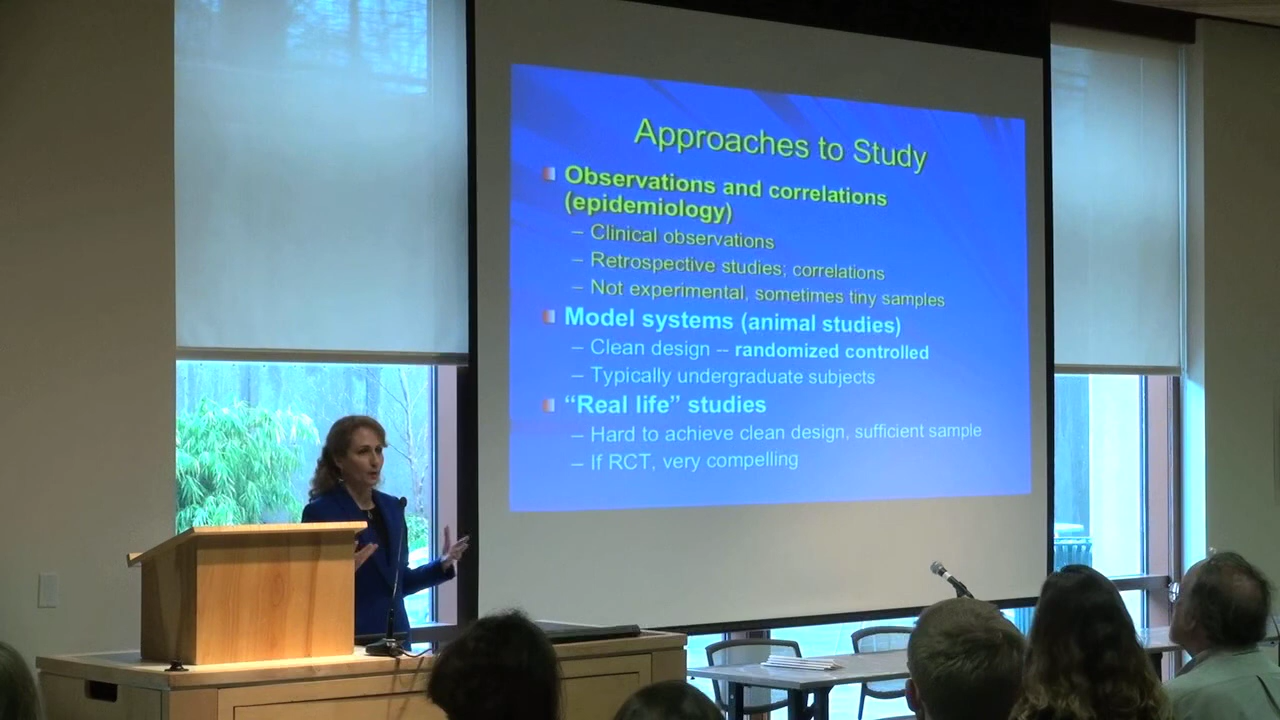 Approaches to Study
Observations and correlations
(epidemiology)
– Clinical observations
– Retrospective studies; correlations
– Not experimental, sometimes tiny samples
Model systems (animal studies)
– Clean design -- randomized controlled
– Typically undergraduate subjects
“Real life” studies
– Hard to achieve clean design, sufficient sample
– If RCT, very compelling